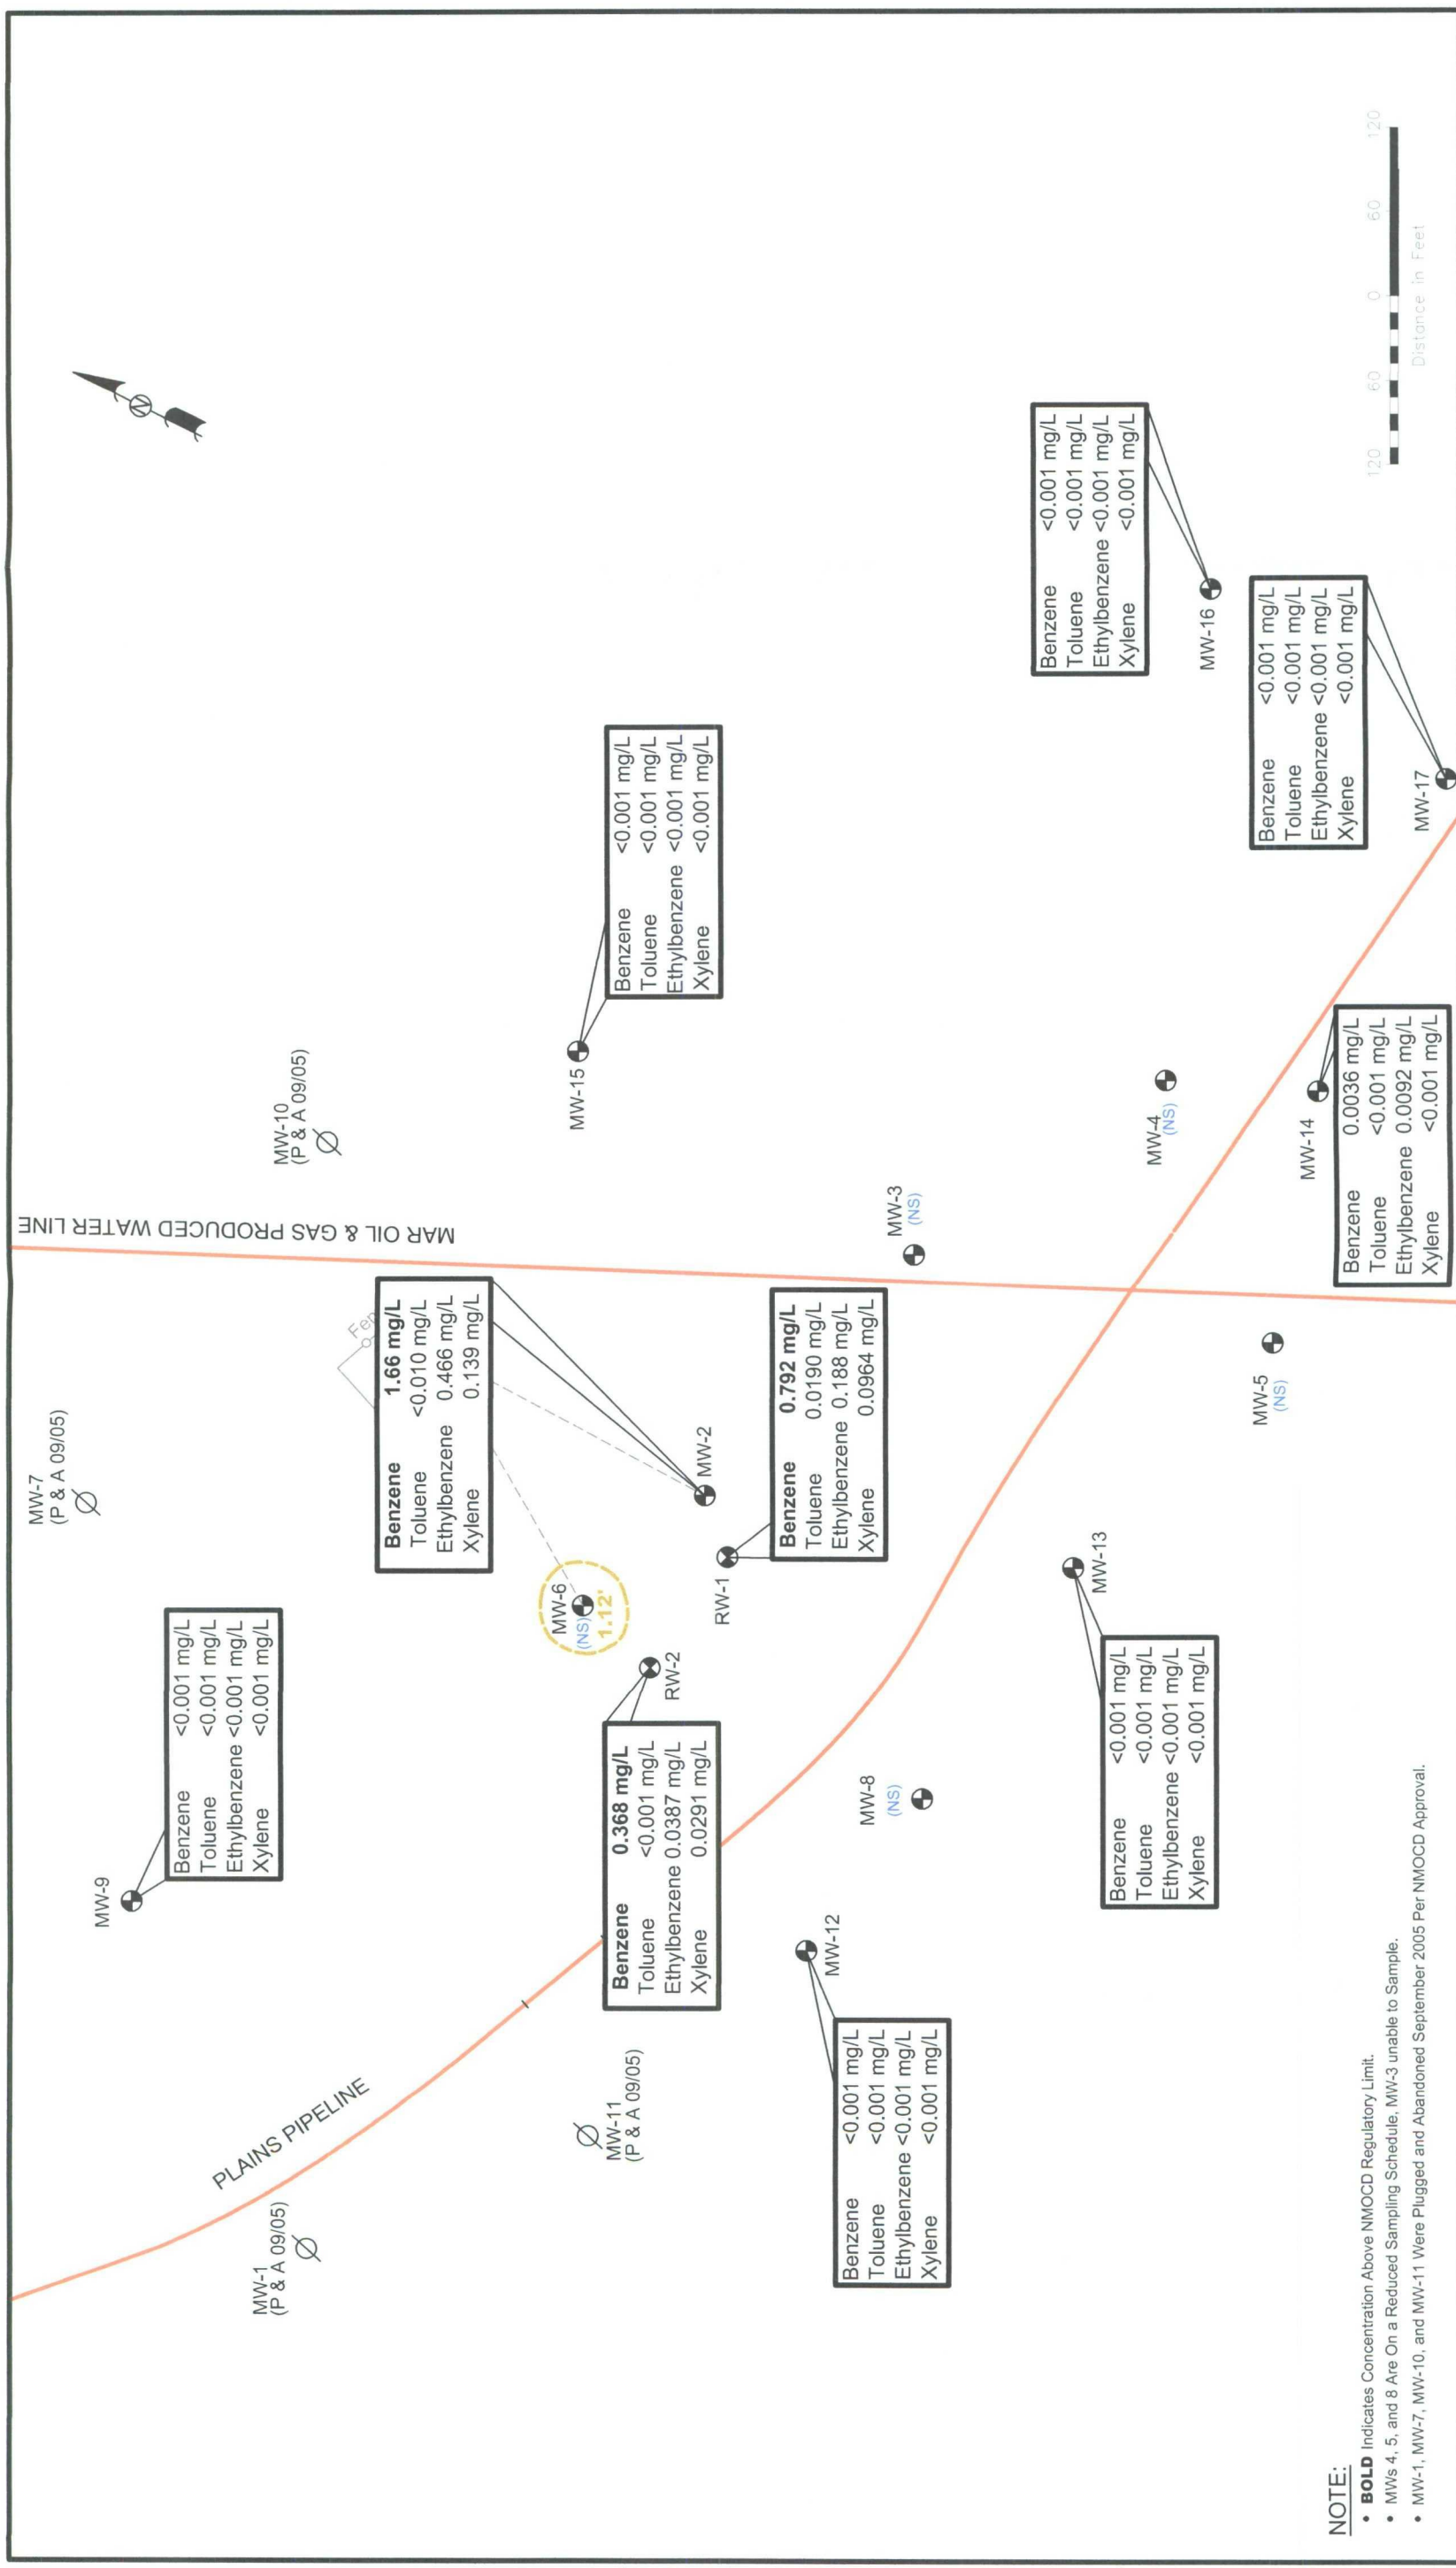 MW-7
(P & A 09/05)
MAR OIL & GAS PRODUCED WATER LINE
MW-9
Benzene <0.001 mg/L
Toluene <0.001 mg/L
Ethylbenzene <0.001 mg/L
Xylene <0.001 mg/L
MW-1
(P & A 09/05)
PLAINS PIPELINE
MW-10
(P & A 09/05)
N
Benzene 1.66 mg/L
Toluene <0.010 mg/L
Ethylbenzene 0.466 mg/L
Xylene 0.139 mg/L
MW-2
MW-6
(NS)
1.12'
MW-11
(P & A 09/05)
Benzene 0.368 mg/L
Toluene <0.001 mg/L
Ethylbenzene 0.0387 mg/L
Xylene 0.0291 mg/L
RW-2
MW-15
Benzene <0.001 mg/L
Toluene <0.001 mg/L
Ethylbenzene <0.001 mg/L
Xylene <0.001 mg/L
RW-1
Benzene 0.792 mg/L
Toluene 0.0190 mg/L
Ethylbenzene 0.188 mg/L
Xylene 0.0964 mg/L
MW-12
Benzene <0.001 mg/L
Toluene <0.001 mg/L
Ethylbenzene <0.001 mg/L
Xylene <0.001 mg/L
MW-8
(NS)
MW-3
(NS)
MW-13
Benzene <0.001 mg/L
Toluene <0.001 mg/L
Ethylbenzene <0.001 mg/L
Xylene <0.001 mg/L
MW-4
(NS)
Benzene <0.001 mg/L
Toluene <0.001 mg/L
Ethylbenzene <0.001 mg/L
Xylene <0.001 mg/L
MW-16
MW-5
(NS)
MW-14
Benzene 0.0036 mg/L
Toluene <0.001 mg/L
Ethylbenzene 0.0092 mg/L
Xylene <0.001 mg/L
Benzene <0.001 mg/L
Toluene <0.001 mg/L
Ethylbenzene <0.001 mg/L
Xylene <0.001 mg/L
MW-17
120 60 0 60 120
Distance in Feet
NOTE:
• BOLD Indicates Concentration Above NMOCD Regulatory Limit.
• MWs 4, 5, and 8 Are On a Reduced Sampling Schedule, MW-3 unable to Sample.
• MW-1, MW-7, MW-10, and MW-11 Were Plugged and Abandoned September 2005 Per NMOCD Approval.